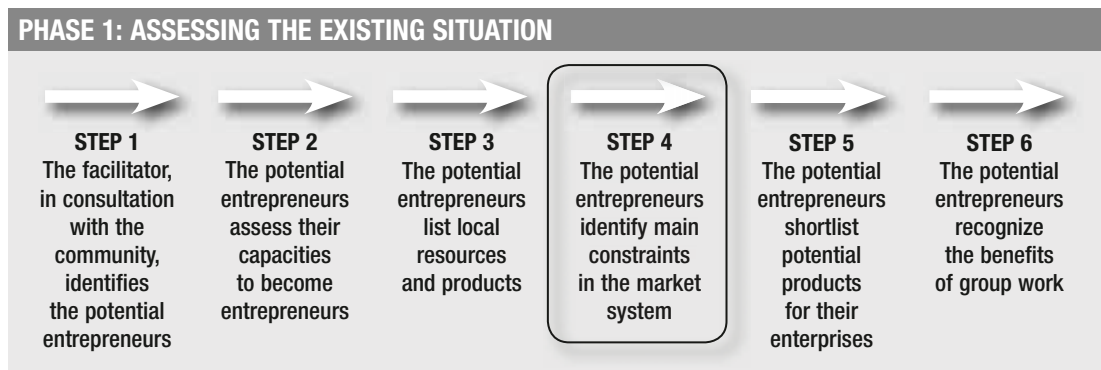 PHASE 1: ASSESSING THE EXISTING SITUATION
STEP 1
The facilitator,
in consultation
with the
community,
identifies
the potential
entrepreneurs
STEP 2
The potential
entrepreneurs
assess their
capacities
to become
entrepreneurs
STEP 3
The potential
entrepreneurs
list local
resources
and products
STEP 4
The potential
entrepreneurs
identify main
constraints
in the market
system
STEP 5
The potential
entrepreneurs
shortlist
potential
products
for their
enterprises
STEP 6
The potential
entrepreneurs
recognize
the benefits
of group work